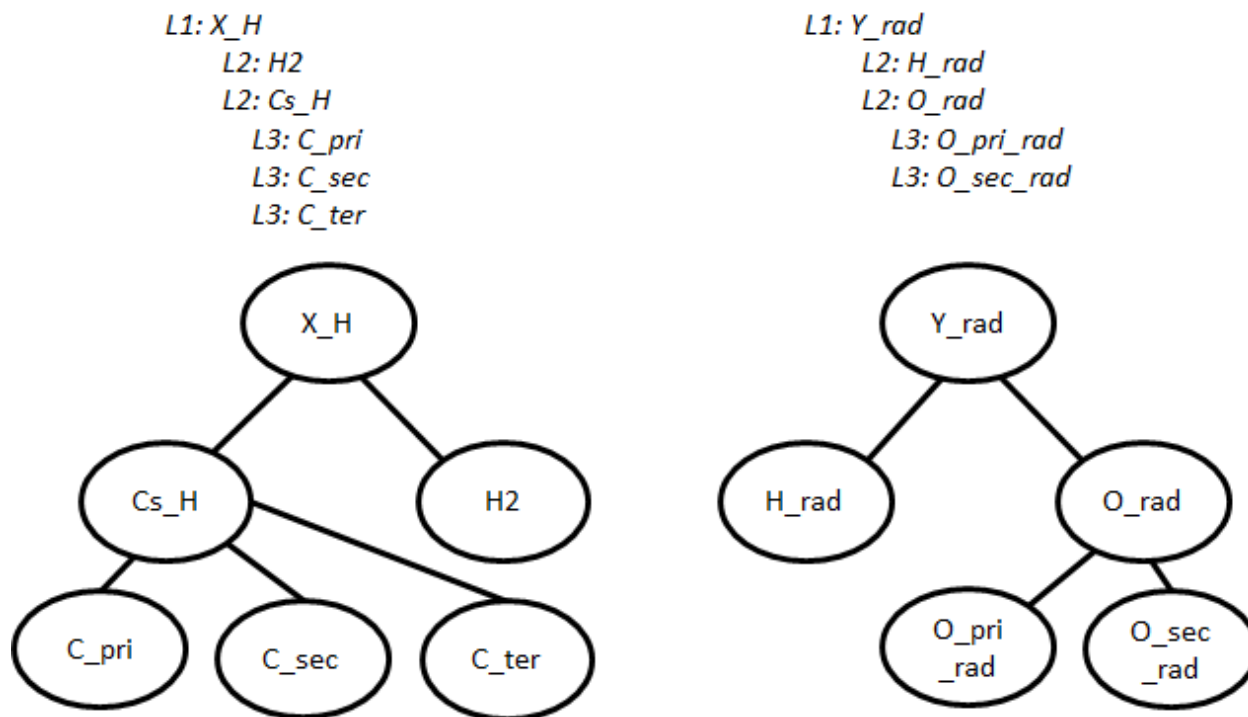 L1: X_H
L2: H2
L2: Cs_H
L3: C_pri
L3: C_sec
L3: C_ter
L1: Y_rad
L2: H_rad
L2: O_rad
L3: O_pri_rad
L3: O_sec_rad
X_H
Cs_H
H2
C_pri
C_sec
C_ter
Y_rad
H_rad
O_rad
O_pri
_rad
O_sec
_rad